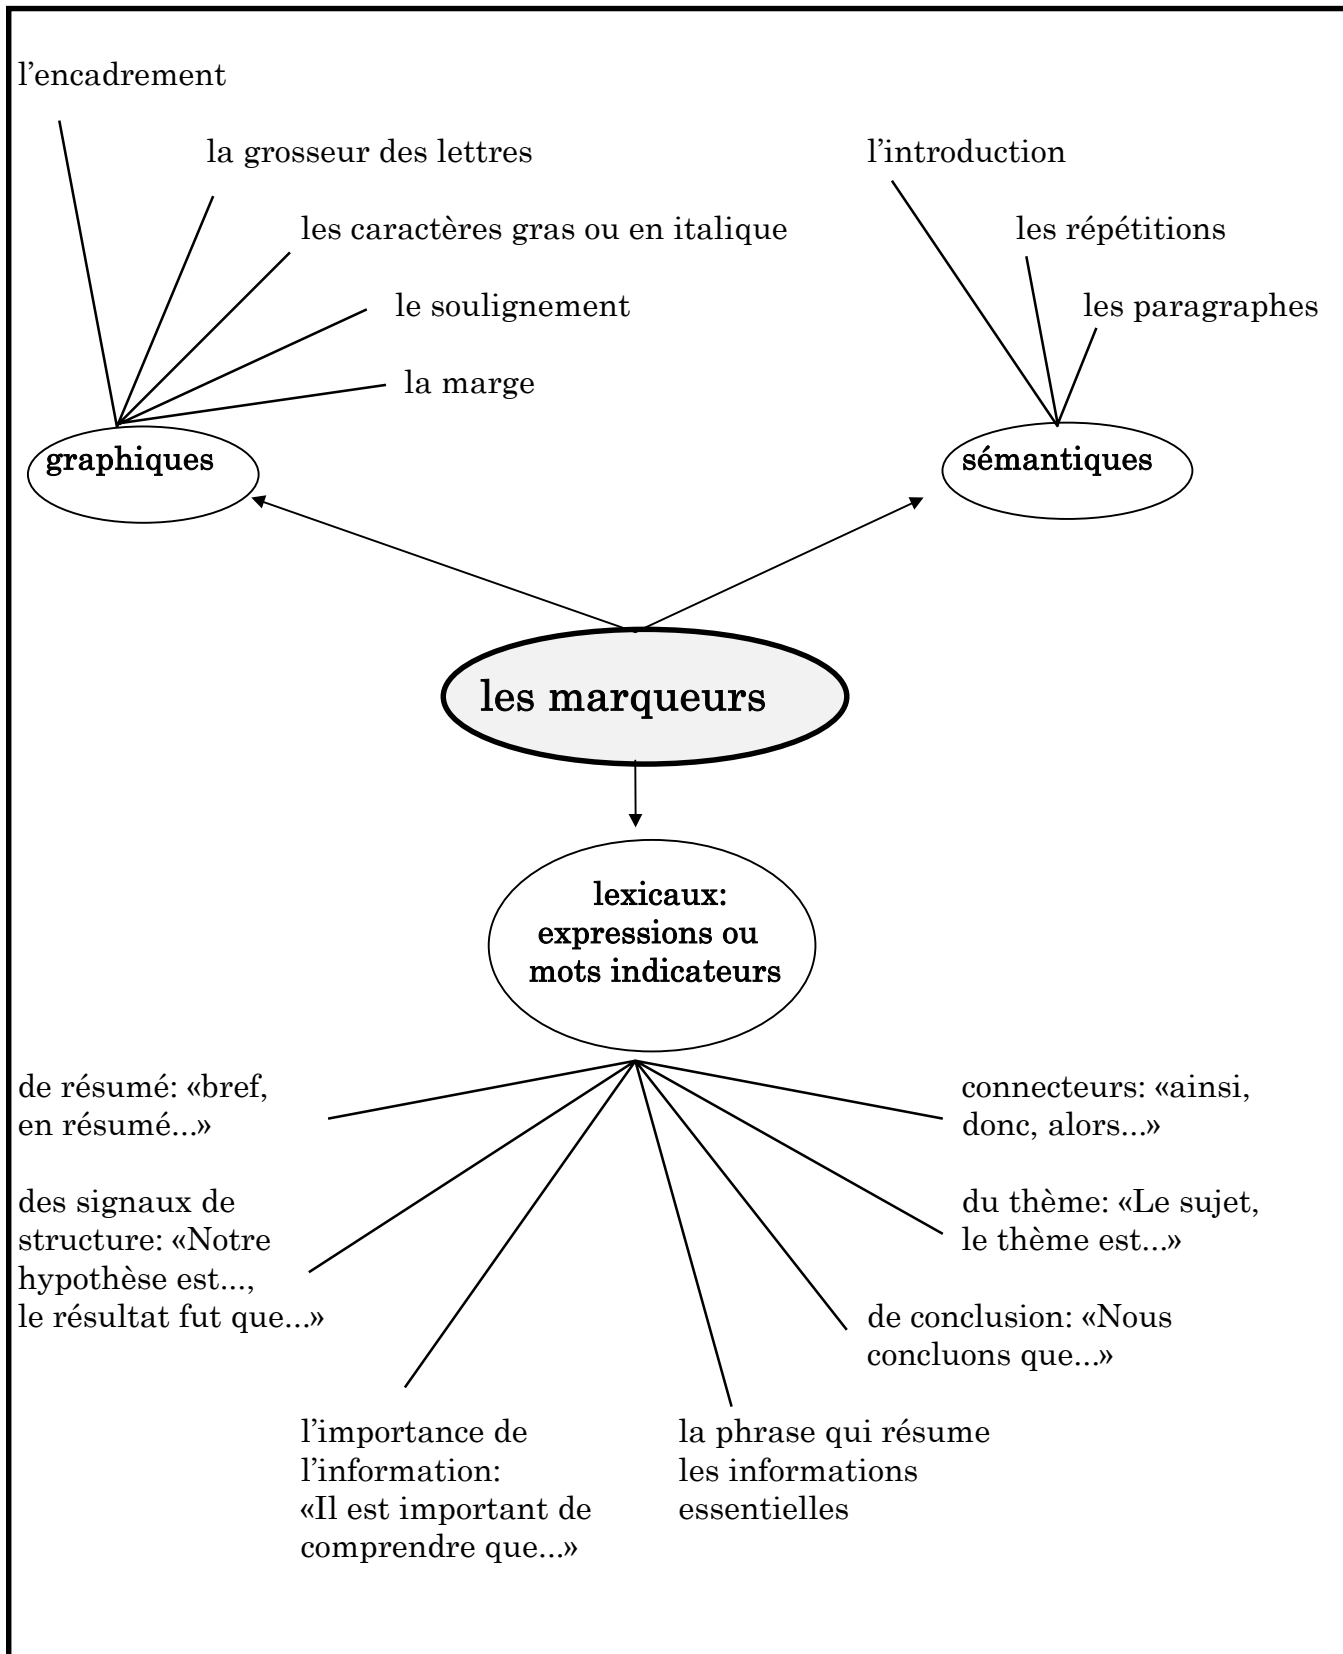 l'encadrement
la grosseur des lettres
les caractères gras ou en italique
le soulignement
la marge
graphiques
l'introduction
les répétitions
les paragraphes
sémantiques
les marqueurs
lexicaux:
expressions ou
mots indicateurs
de résumé: «bref,
en résumé...»
des signaux de
structure: «Notre
hypothèse est...,
le résultat fut que...»
l'importance de
l'information:
«Il est important de
comprendre que...»
la phrase qui résume
les informations
essentielles
de conclusion: «Nous
concluons que...»
du thème: «Le sujet,
le thème est...»
connecteurs: «ainsi,
donc, alors...»